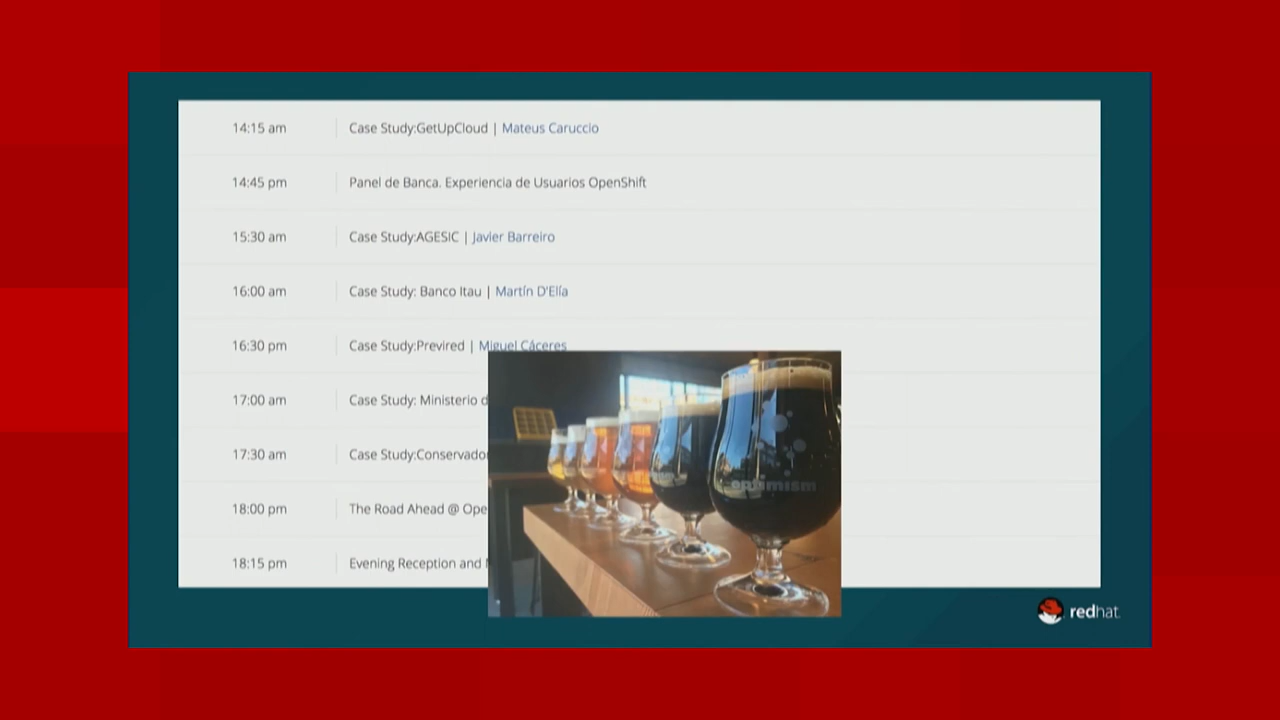 14:15 am Case Study:GetUpCloud | Mateus Caruccio
14:45 pm Panel de Banca. Experiencia de Usuarios OpenShift
15:30 am Case Study:AGESIC | Javier Barreiro
16:00 am Case Study: Banco Itau | Martín D'Elía
16:30 pm Case Study:Previred | Miguel Cáceres
17:00 am Case Study: Ministerio d
17:30 am Case Study:Conservado
18:00 pm The Road Ahead @ Ope
18:15 pm Evening Reception and
optimism
redhat